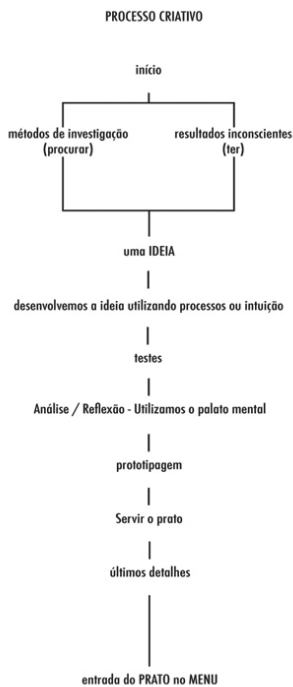 PROCESSO CRIATIVO
início
métodos de investigação
(procurar)
resultados inconscientes
(ter)
uma IDEIA
desenvolvemos a ideia utilizando processos ou intuição
testes
Análise / Reflexão - Utilizamos o palato mental
prototipagem
Servir o prato
últimos detalhes
entrada do PRATO no MENU